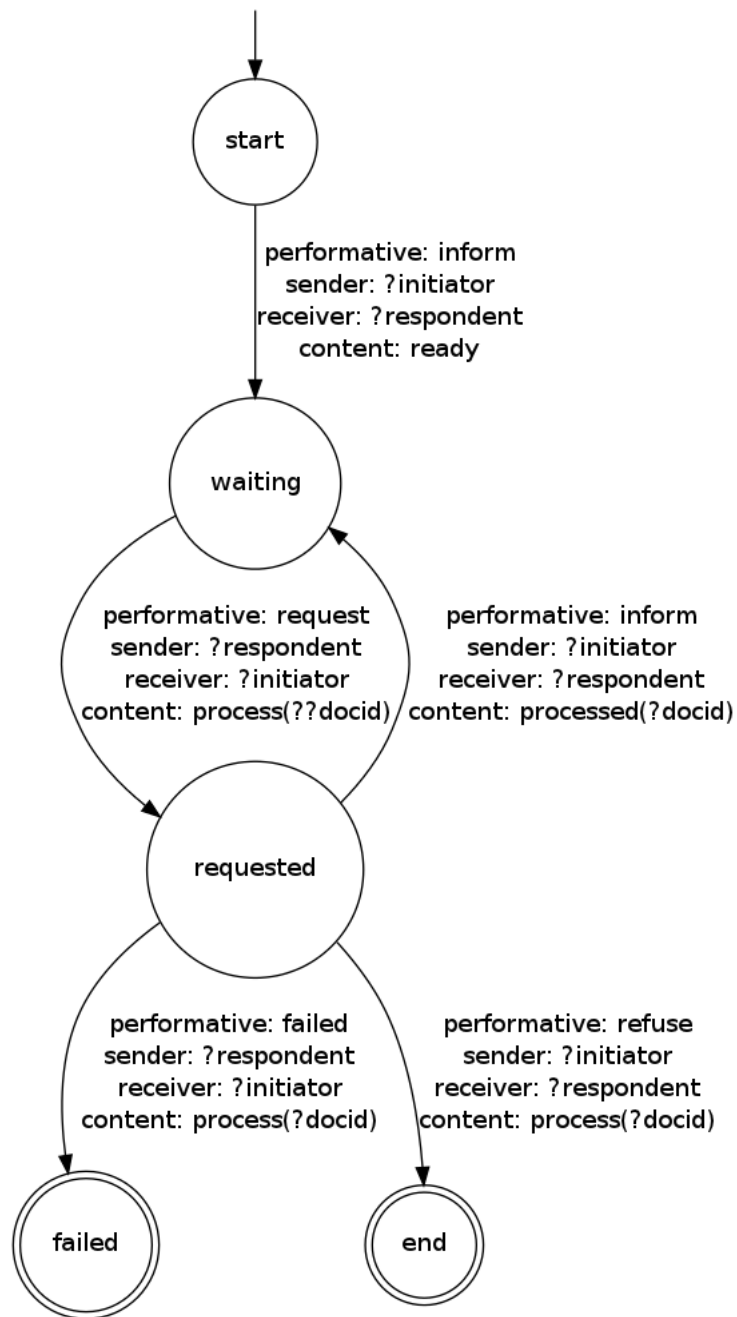 start
performative: inform
sender: ?initiator
receiver: ?respondent
content: ready
waiting
performative: request
sender: ?respondent
receiver: ?initiator
content: process(??docid)
performative: inform
sender: ?initiator
receiver: ?respondent
content: processed(?docid)
requested
performative: failed
sender: ?respondent
receiver: ?initiator
content: process(?docid)
performative: refuse
sender: ?initiator
receiver: ?respondent
content: process(?docid)
failed
end